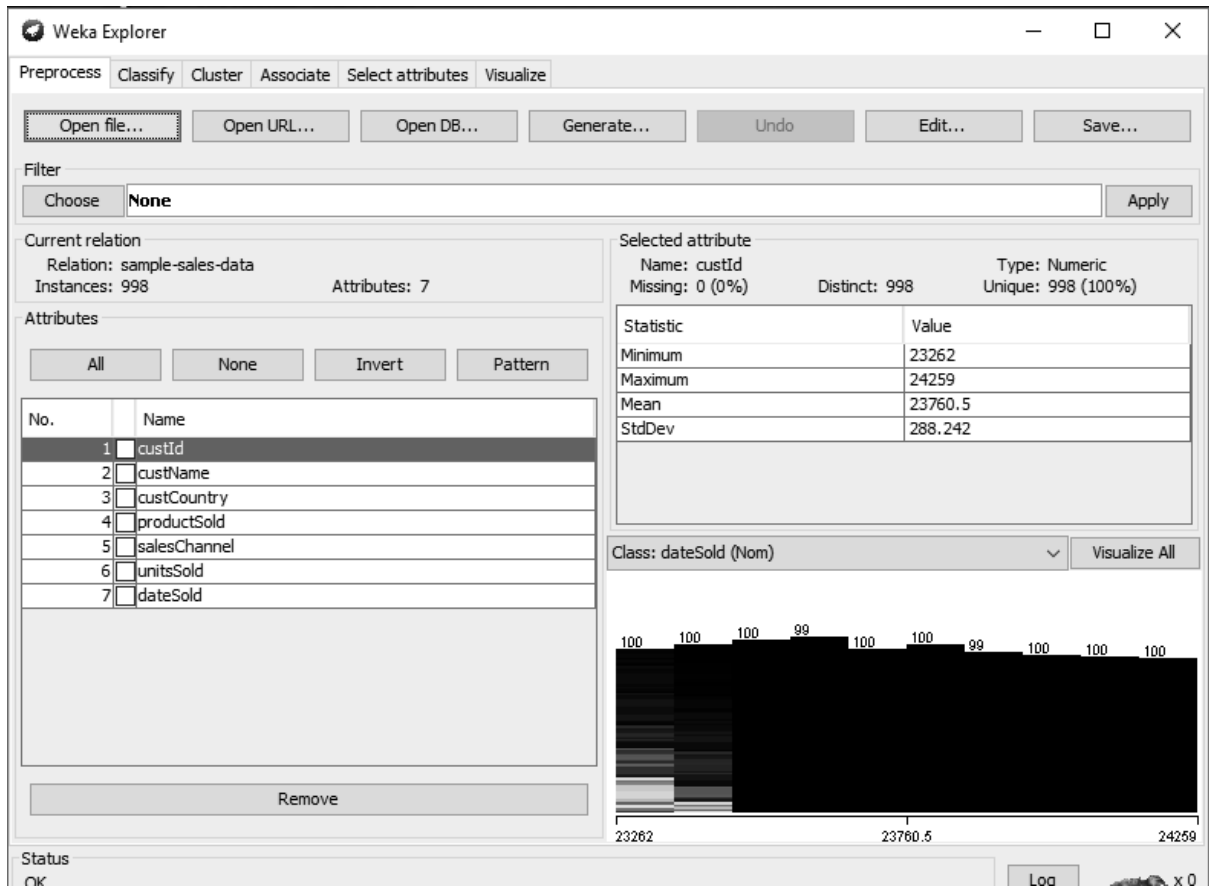 Weka Explorer
Preprocess Classify Cluster Associate Select attributes Visualize
Open file... Open URL... Open DB... Generate... Undo Edit... Save...
Filter
Choose None Apply
Current relation
Relation: sample-sales-data
Instances: 998 Attributes: 7
Selected attribute
Name: custId Type: Numeric
Missing: 0 (0%) Distinct: 998 Unique: 998 (100%)
Attributes
All None Invert Pattern
No. Name
1 custId
2 custName
3 custCountry
4 productSold
5 salesChannel
6 unitsSold
7 dateSold
Remove
Statistic Value
Minimum 23262
Maximum 24259
Mean 23760.5
StdDev 288.242
Class: dateSold (Nom) Visualize All
100 100 100 99 100 100 99 100 100 100
23262 23760.5 24259
Status
OK Log x 0